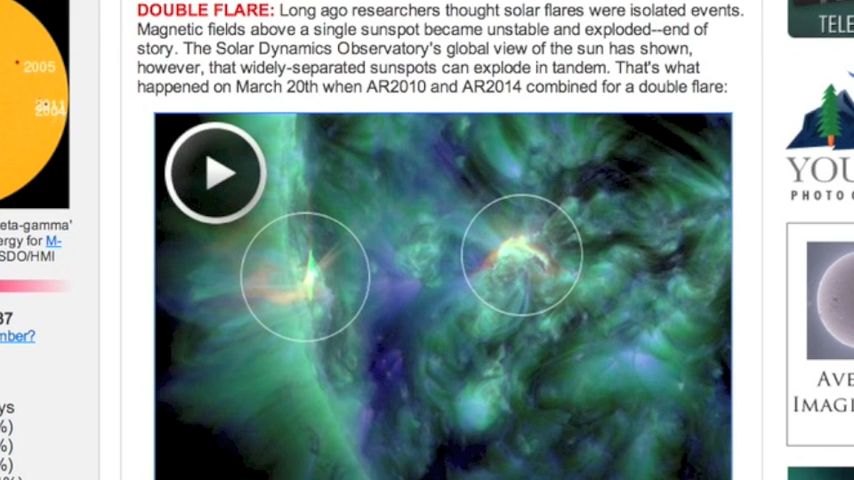 DOUBLE FLARE: Long ago researchers thought solar flares were isolated events.
Magnetic fields above a single sunspot became unstable and exploded--end of
story. The Solar Dynamics Observatory's global view of the sun has shown,
however, that widely-separated sunspots can explode in tandem. That's what
happened on March 20th when AR2010 and AR2014 combined for a double flare:
2005
eta-gamma'
ergy for M-
SDO/HMI
37
mber?
ys
%)
%)
%)
TELE
YOU
PHOTO
AVE
IMAGI